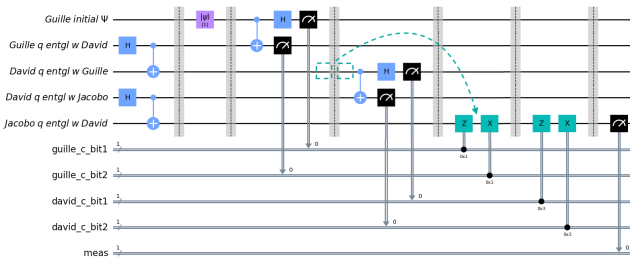 Guille initial Ψ |ψ⟩ [1] H
Guille q entgl w David H
David q entgl w Guille H
David q entgl w Jacobo H
Jacobo q entgl w David Z X Z X
guille_c_bit1 1 0 0x1
guille_c_bit2 1 0 0x1
david_c_bit1 1 0 0x1
david_c_bit2 1 0 0x1
meas 1 0